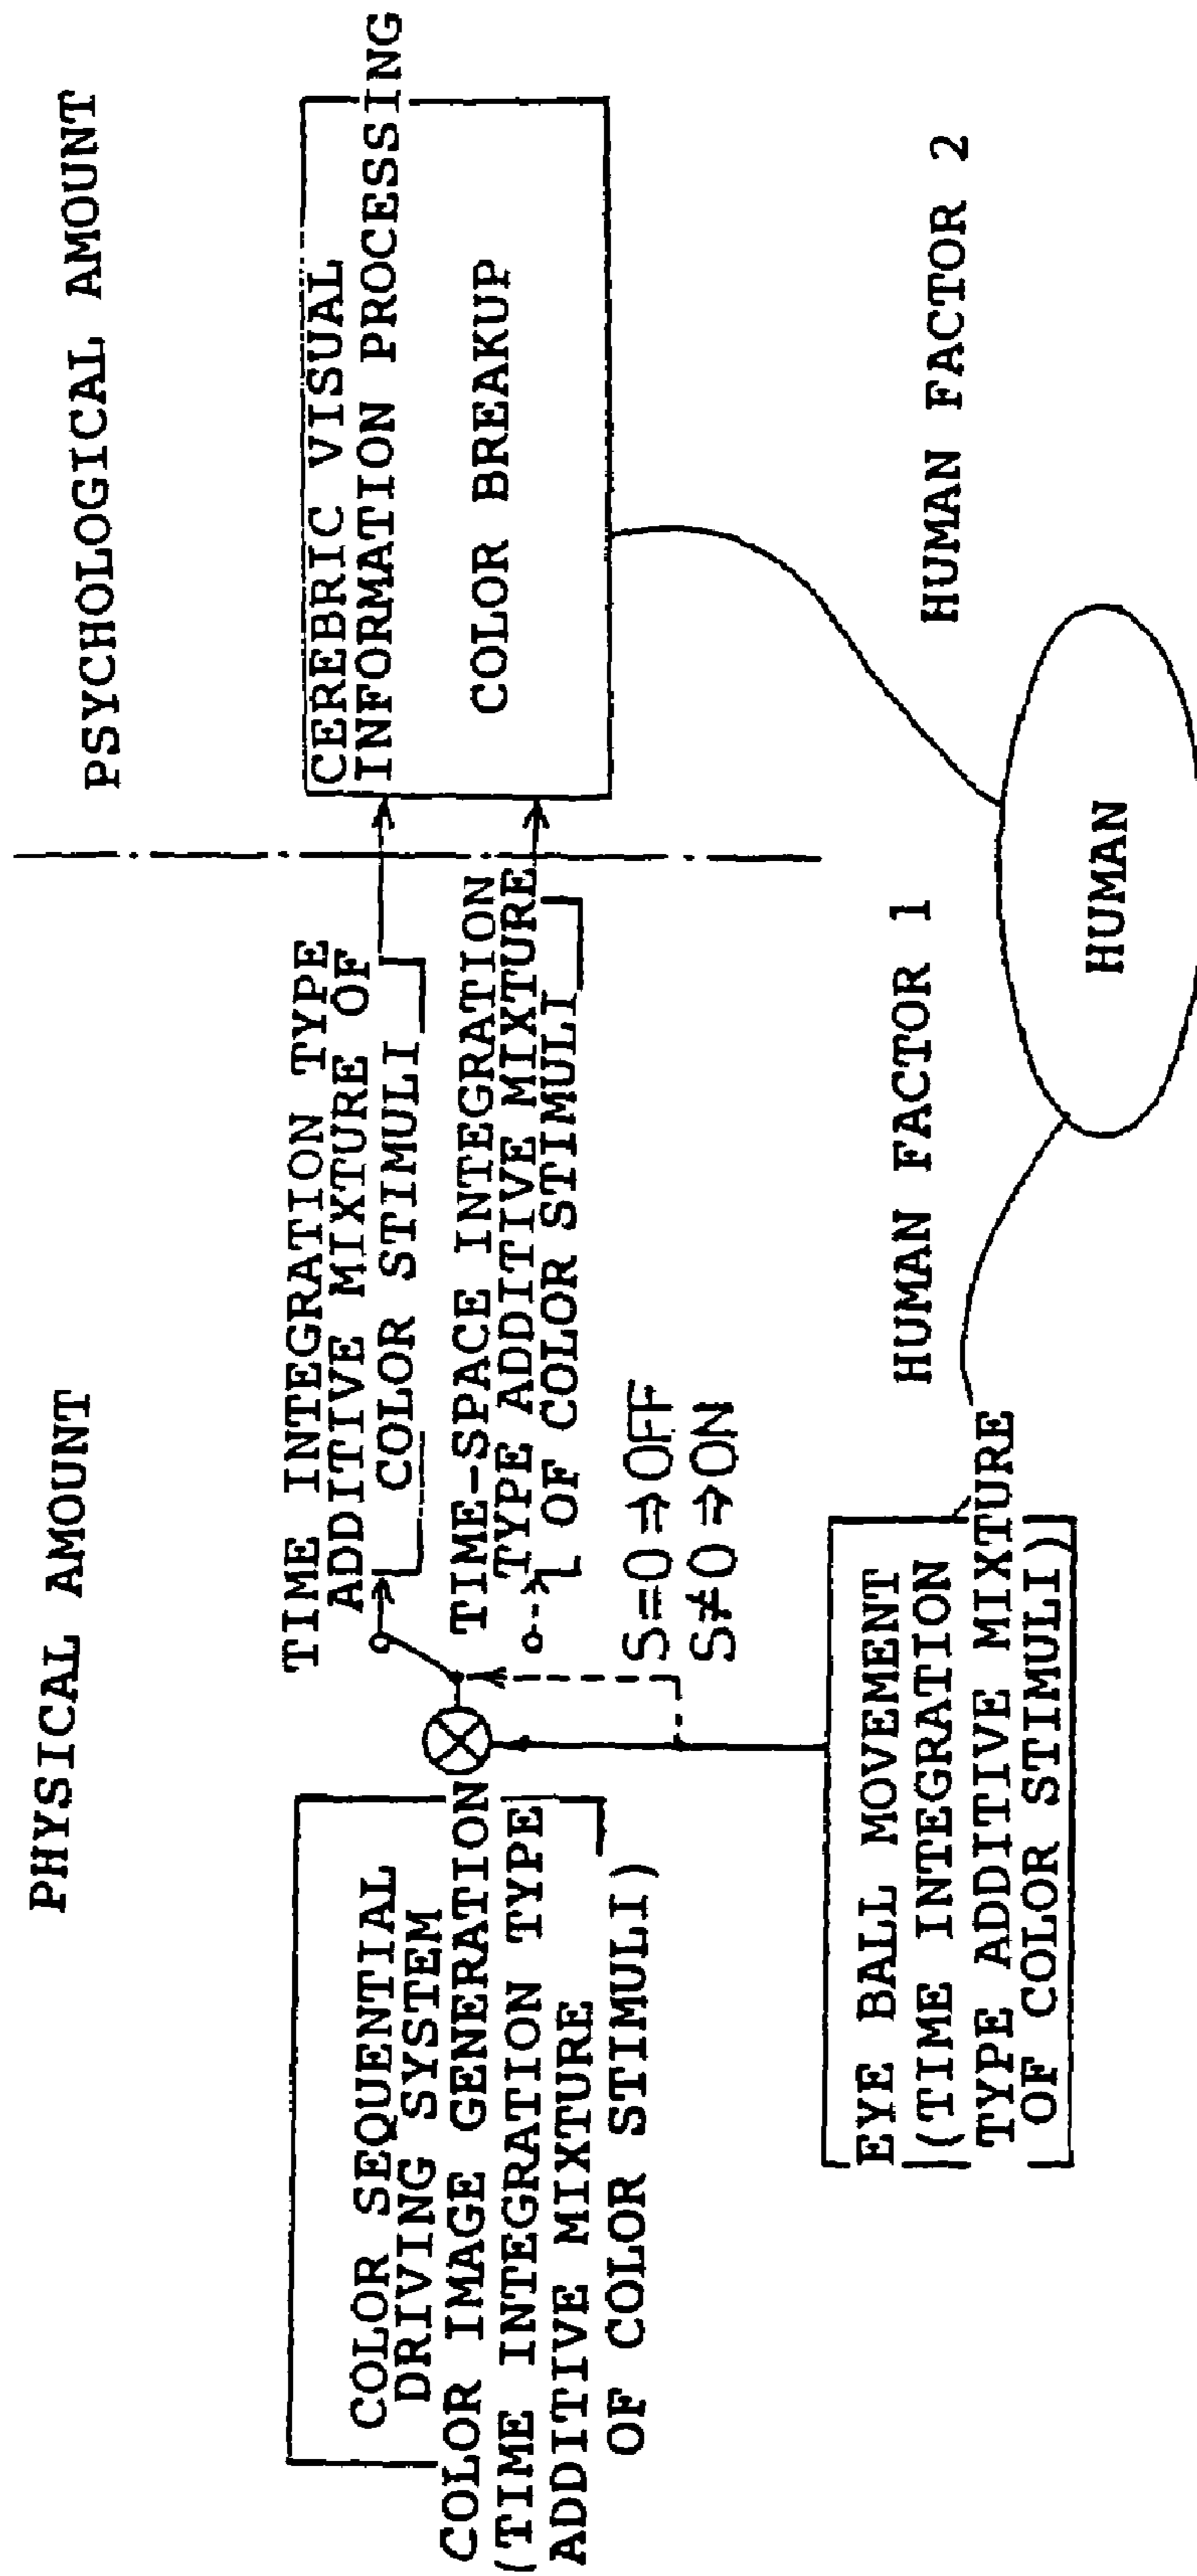 PHYSICAL AMOUNT
PSYCHOLOGICAL AMOUNT
COLOR SEQUENTIAL
DRIVING SYSTEM
COLOR IMAGE GENERATION
(TIME INTEGRATION TYPE
ADDITIVE MIXTURE
OF COLOR STIMULI)
TIME INTEGRATION TYPE
ADDITIVE MIXTURE OF
COLOR STIMULI
TIME-SPACE INTEGRATION
TYPE ADDITIVE MIXTURE
OF COLOR STIMULI
S=0⇒OFF
S≠0⇒ON
CEREBRIC VISUAL
INFORMATION PROCESSING
COLOR BREAKUP
EYE BALL MOVEMENT
(TIME INTEGRATION
TYPE ADDITIVE MIXTURE
OF COLOR STIMULI)
HUMAN FACTOR 1
HUMAN FACTOR 2
HUMAN